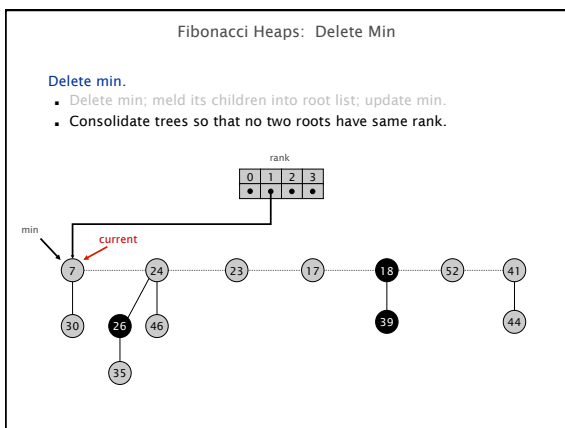 Fibonacci Heaps: Delete Min
Delete min.
▪ Delete min; meld its children into root list; update min.
▪ Consolidate trees so that no two roots have same rank.
rank
0 1 2 3
min
current
7 24 23 17 18 52 41
30 26 46 39 44
35